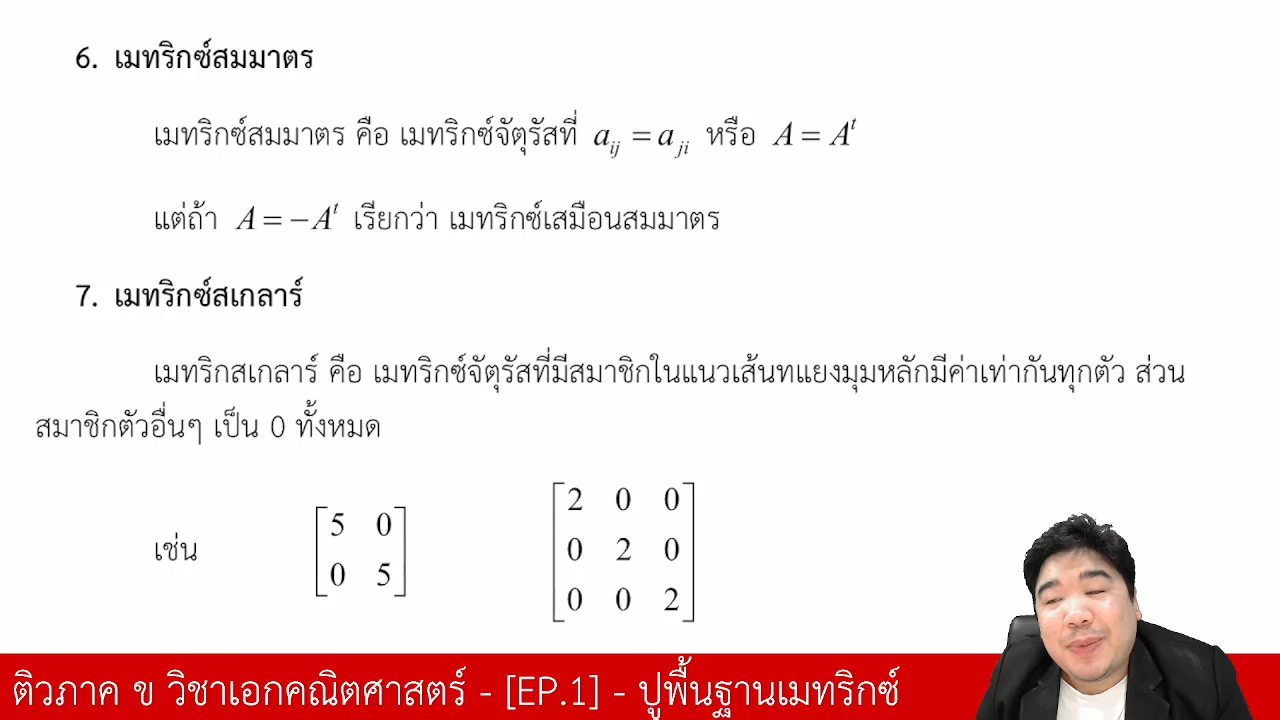 6. เมทริกซ์สมมาตร
เมทริกซ์สมมาตร คือ เมทริกซ์จัตุรัสที่ a_{ij} = a_{ji} หรือ A = A^t
แต่ถ้า A = −A^t เรียกว่า เมทริกซ์เสมือนสมมาตร
7. เมทริกซ์สเกลาร์
เมทริกสเกลาร์ คือ เมทริกซ์จัตุรัสที่มีสมาชิกในแนวเส้นทแยงมุมหลักมีค่าเท่ากันทุกตัว ส่วน
สมาชิกตัวอื่นๆ เป็น 0 ทั้งหมด
เช่น
5 0
0 5
2 0 0
0 2 0
0 0 2
ติวภาค ข วิชาเอกคณิตศาสตร์ - [EP.1] - ปูพื้นฐานเมทริกซ์